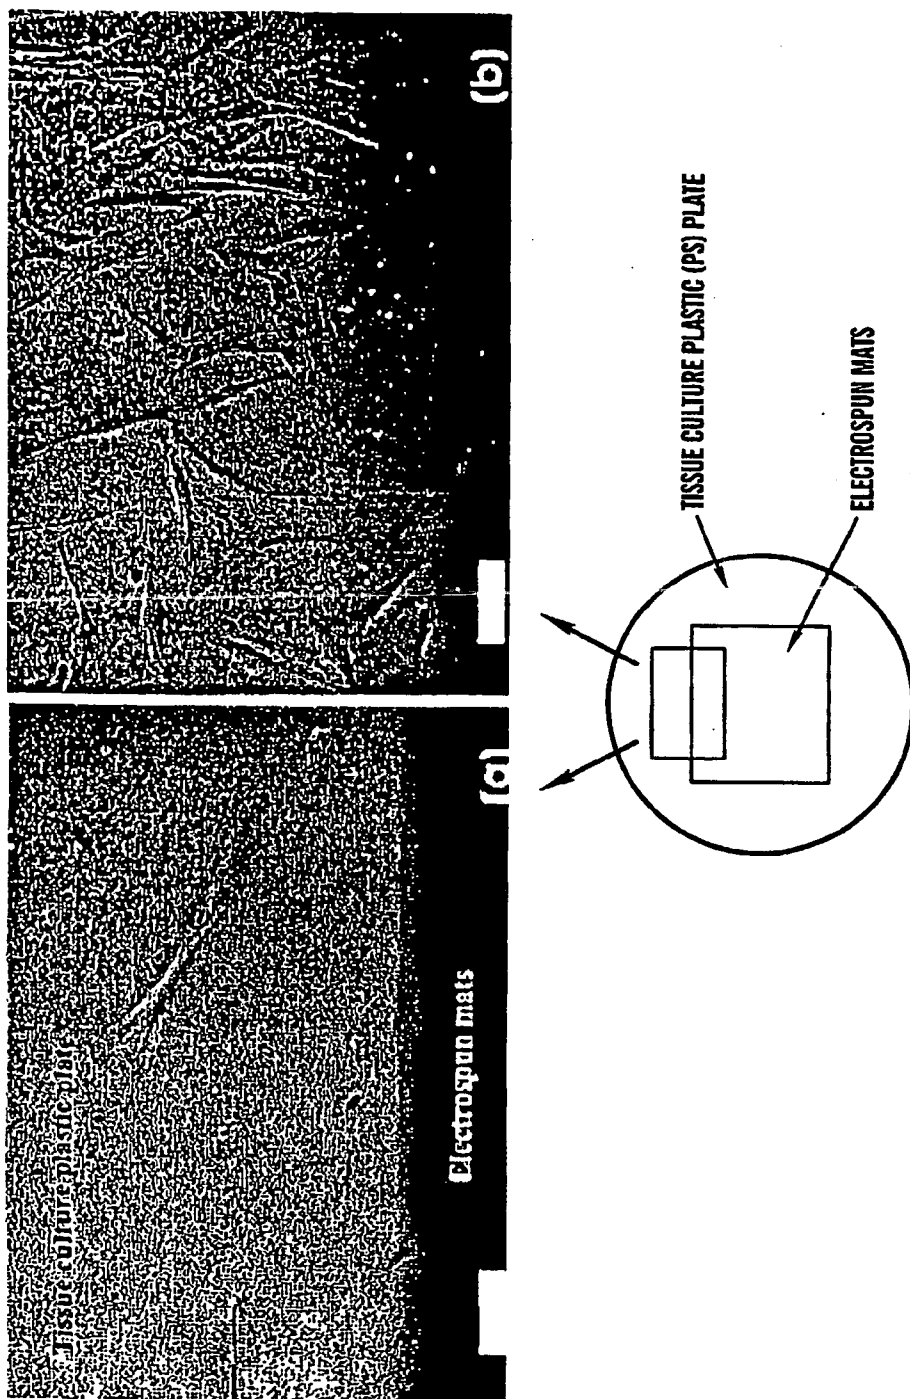 Tissue culture plastic plate
Electrospun mats
(a)
(b)
TISSUE CULTURE PLASTIC (PS) PLATE
ELECTROSPUN MATS